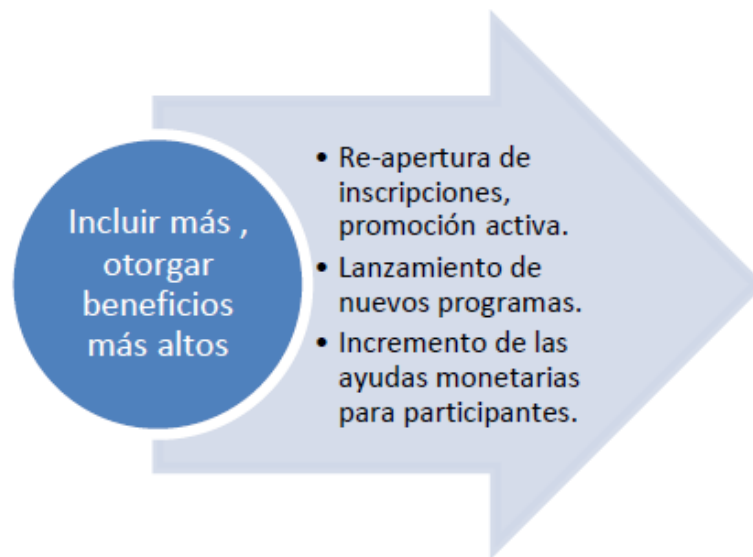 Incluir más ,
otorgar
beneficios
más altos
• Re-apertura de
inscripciones,
promoción activa.
• Lanzamiento de
nuevos programas.
• Incremento de las
ayudas monetarias
para participantes.